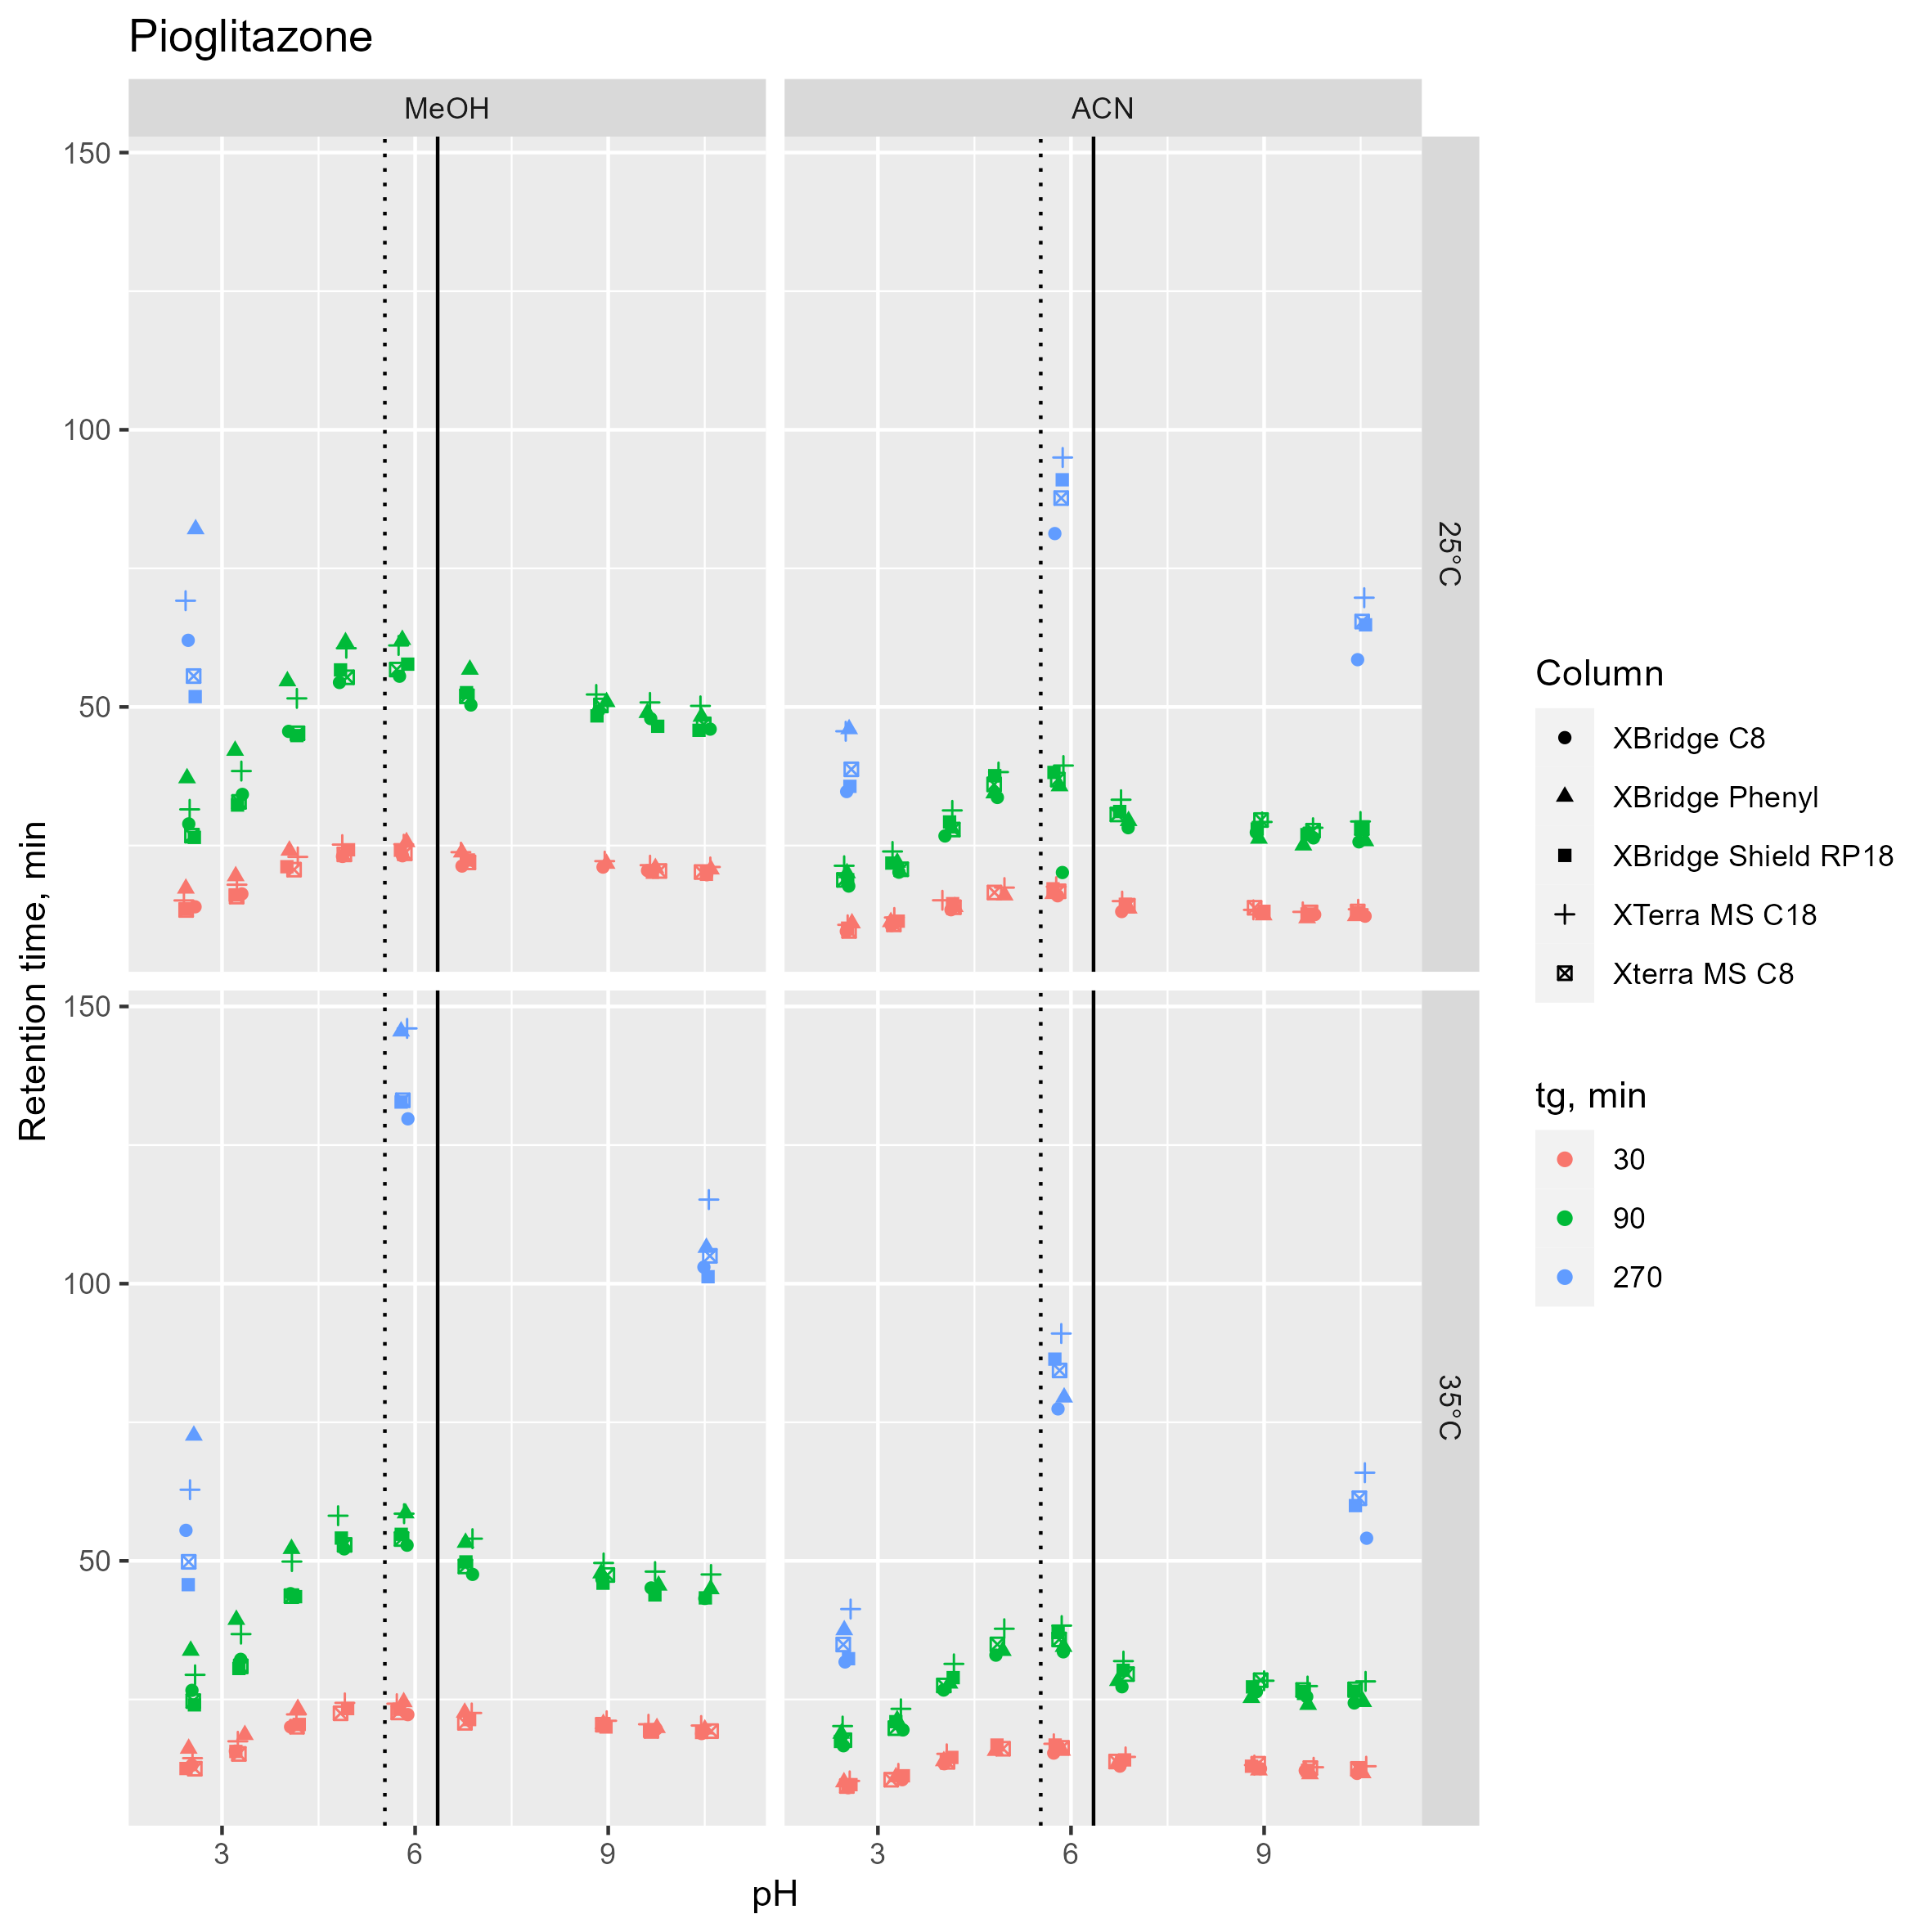 Pioglitazone
MeOH
ACN
150
100
50
25°C
150
100
50
35°C
Retention time, min
3
6
9
3
6
9
pH
Column
XBridge C8
XBridge Phenyl
XBridge Shield RP18
XTerra MS C18
Xterra MS C8
tg, min
30
90
270